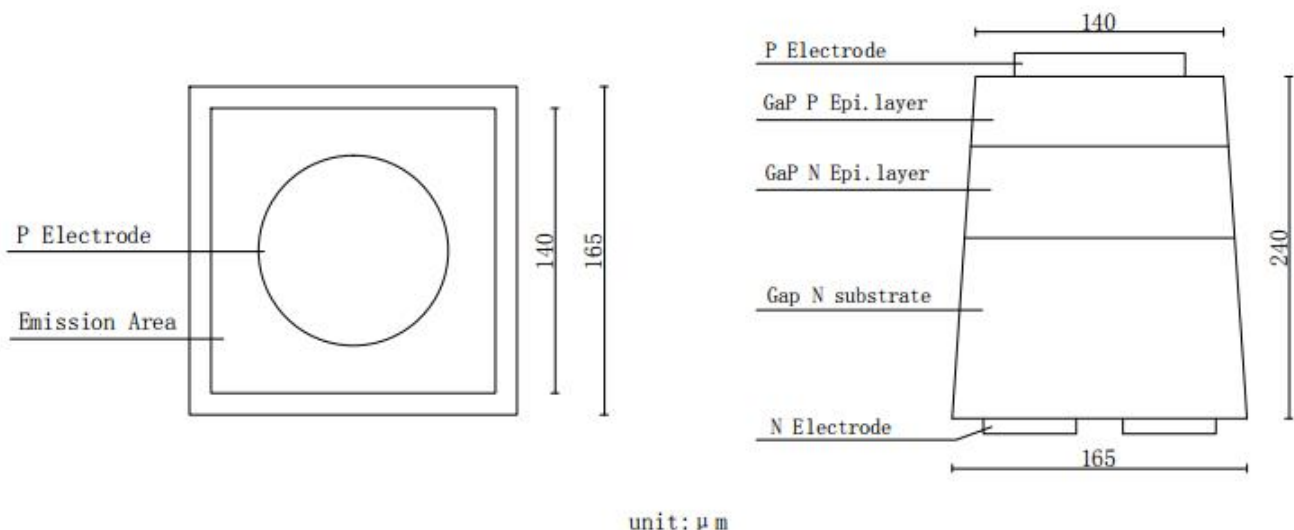 P Electrode
Emission Area
140
165
140
P Electrode
GaP P Epi.layer
GaP N Epi.layer
Gap N substrate
N Electrode
240
165
unit:μm